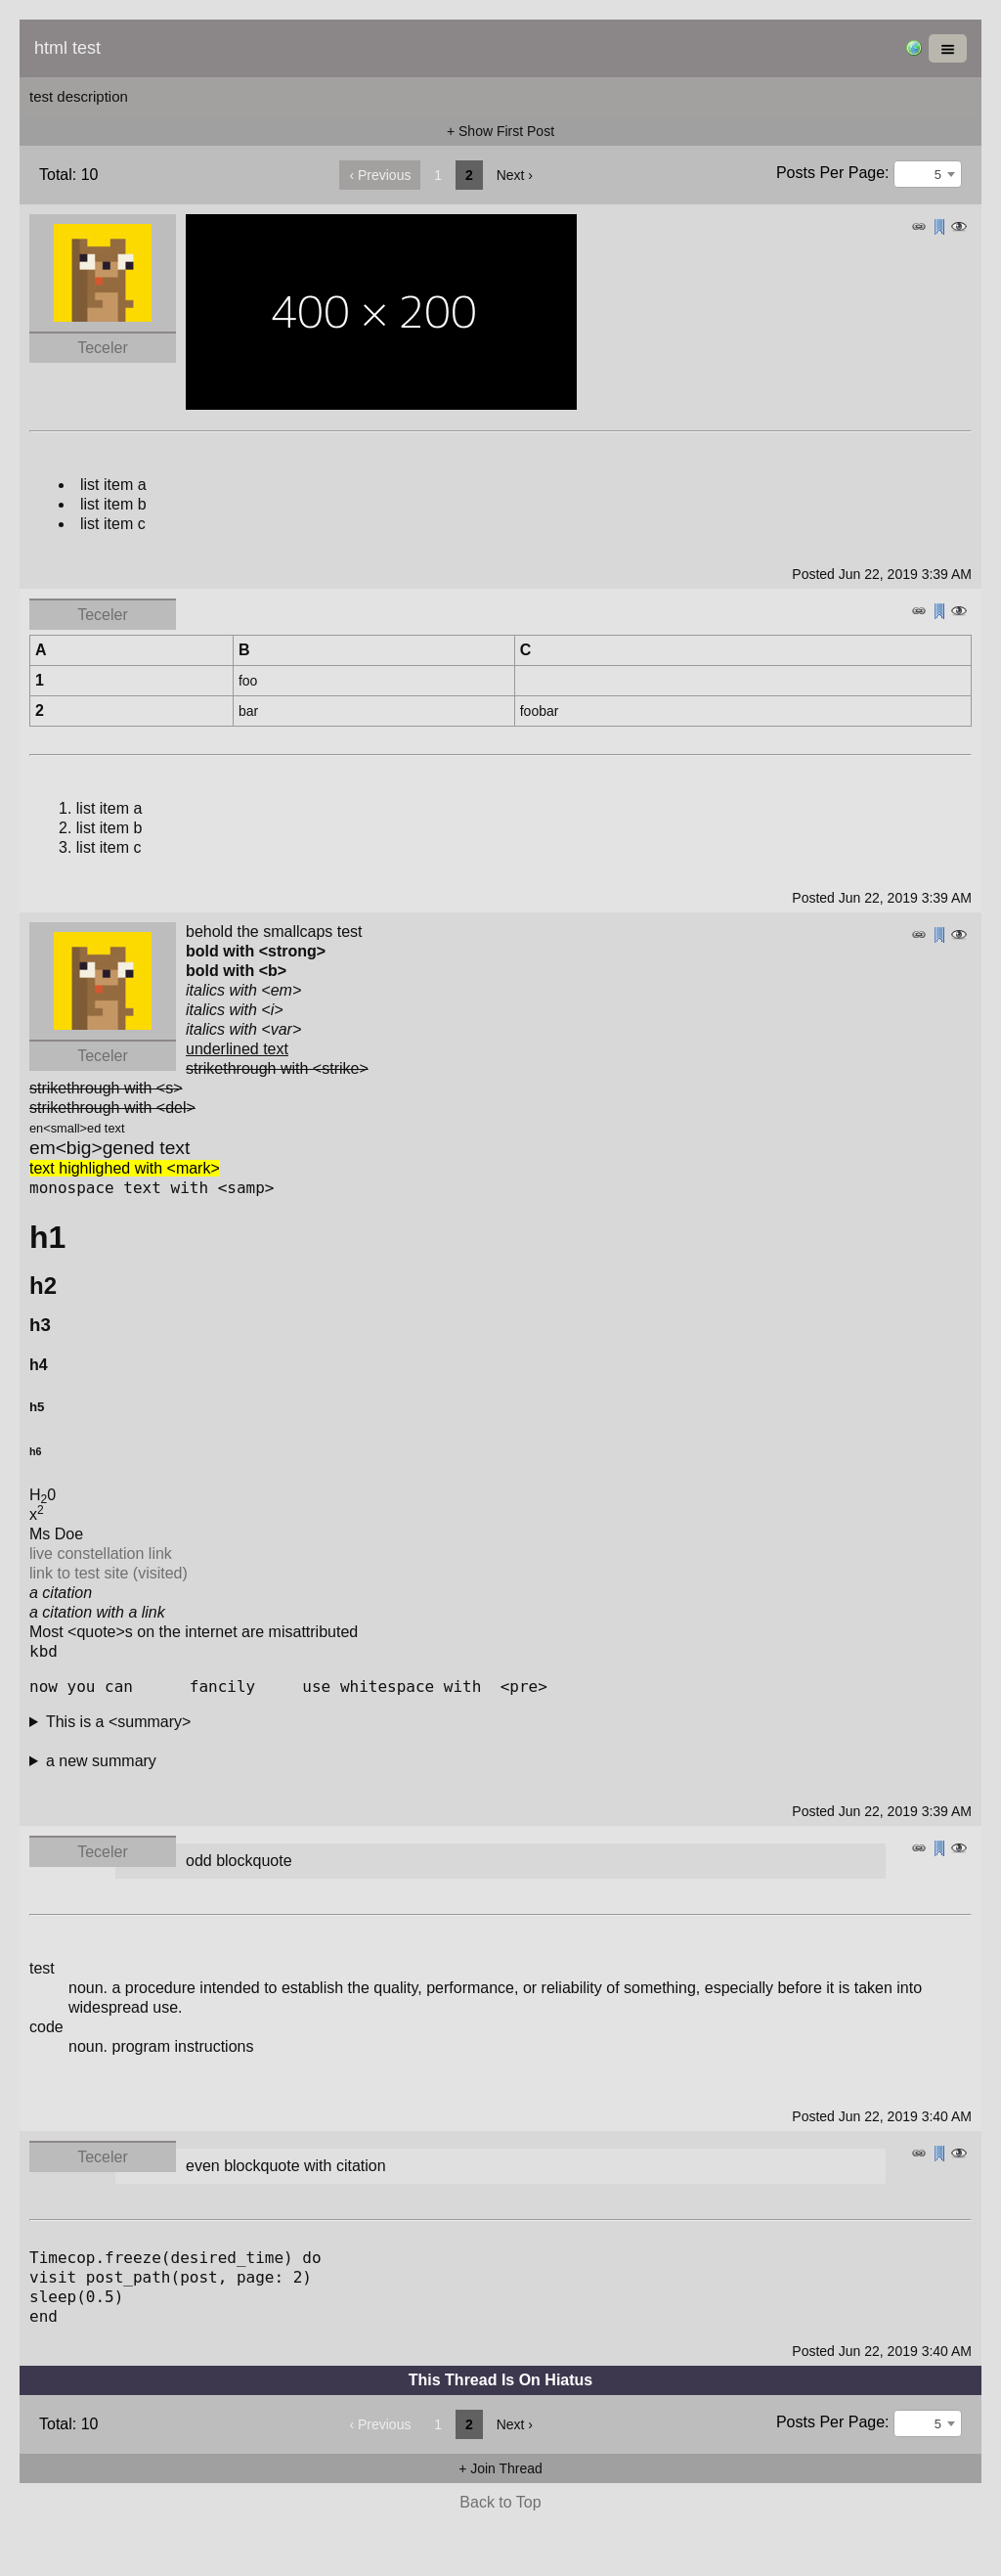 html test
test description
+ Show First Post
Total: 10
‹ Previous 1 2 Next ›
Posts Per Page: 5
400 × 200
Teceler
• list item a
• list item b
• list item c
Posted Jun 22, 2019 3:39 AM
Teceler
A B C
1 foo
2 bar foobar
1. list item a
2. list item b
3. list item c
Posted Jun 22, 2019 3:39 AM
Teceler
behold the smallcaps test
bold with <strong>
bold with <b>
italics with <em>
italics with <i>
italics with <var>
underlined text
strikethrough with <strike>
strikethrough with <s>
strikethrough with <del>
en<small>ed text
em<big>gened text
text highlighed with <mark>
monospace text with <samp>
h1
h2
h3
h4
h5
h6
H20
x2
Ms Doe
live constellation link
link to test site (visited)
a citation
a citation with a link
Most <quote>s on the internet are misattributed
kbd
now you can      fancily     use whitespace with  <pre>
▶ This is a <summary>
▶ a new summary
Posted Jun 22, 2019 3:39 AM
Teceler
odd blockquote
test
noun. a procedure intended to establish the quality, performance, or reliability of something, especially before it is taken into
widespread use.
code
noun. program instructions
Posted Jun 22, 2019 3:40 AM
Teceler
even blockquote with citation
Timecop.freeze(desired_time) do
visit post_path(post, page: 2)
sleep(0.5)
end
Posted Jun 22, 2019 3:40 AM
This Thread Is On Hiatus
Total: 10
‹ Previous 1 2 Next ›
Posts Per Page: 5
+ Join Thread
Back to Top